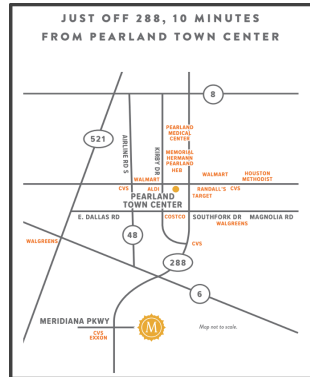 JUST OFF 288, 10 MINUTES
FROM PEARLAND TOWN CENTER
8
521
AIRLINE RD S
KIRBY DR
PEARLAND
MEDICAL
CENTER
MEMORIAL
HERMANN
PEARLAND
HEB
WALMART
WALMART
HOUSTON
METHODIST
CVS
ALDI
RANDALL'S
CVS
TARGET
PEARLAND
TOWN CENTER
E. DALLAS RD
COSTCO
SOUTHFORK DR
MAGNOLIA RD
WALGREENS
WALGREENS
48
CVS
288
6
MERIDIANA PKWY
M
Map not to scale.
CVS
EXXON